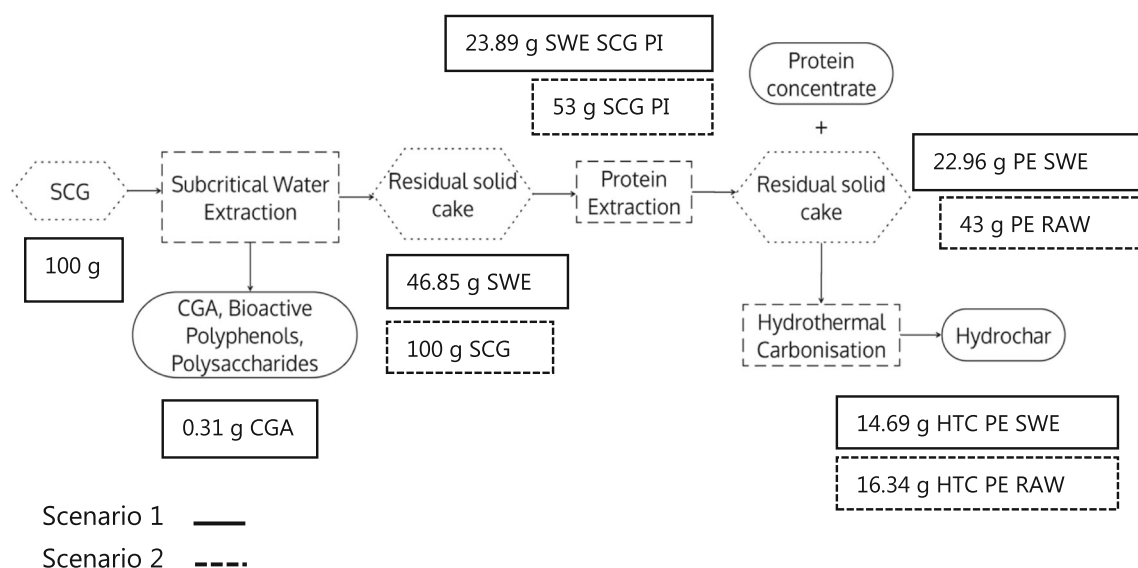 23.89 g SWE SCG PI
53 g SCG PI
Protein
concentrate
+
SCG
Subcritical Water
Extraction
Residual solid
cake
Protein
Extraction
Residual solid
cake
22.96 g PE SWE
43 g PE RAW
100 g
CGA, Bioactive
Polyphenols,
Polysaccharides
46.85 g SWE
100 g SCG
Hydrothermal
Carbonisation
Hydrochar
0.31 g CGA
14.69 g HTC PE SWE
16.34 g HTC PE RAW
Scenario 1
Scenario 2